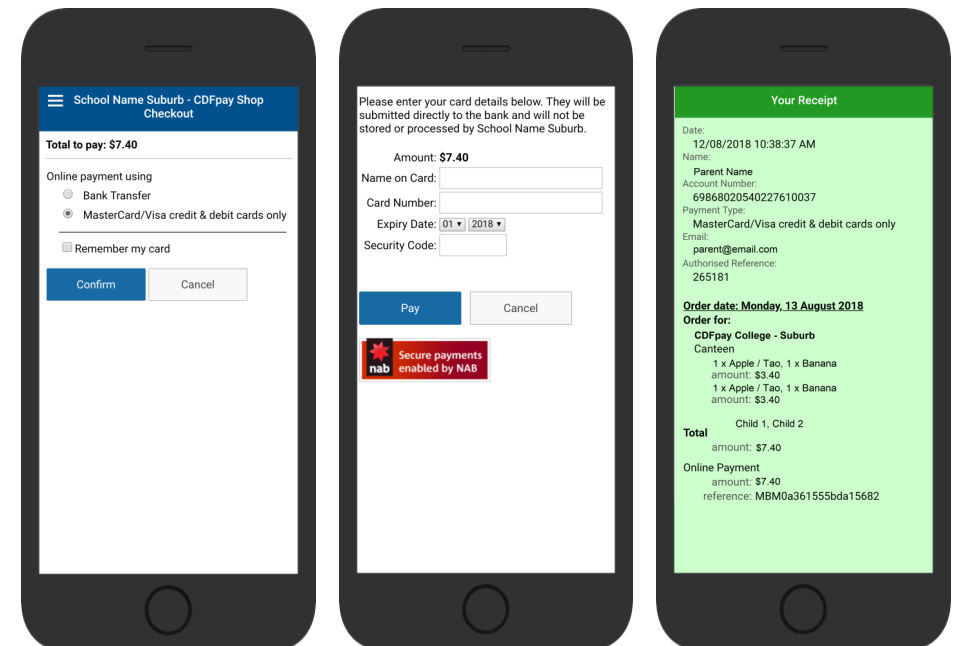 School Name Suburb - CDFpay Shop
Checkout
Total to pay: $7.40
Online payment using
Bank Transfer
MasterCard/Visa credit & debit cards only
Remember my card
Confirm
Cancel
Please enter your card details below. They will be
submitted directly to the bank and will not be
stored or processed by School Name Suburb.
Amount: $7.40
Name on Card:
Card Number:
Expiry Date: 01 2018
Security Code:
Pay
Cancel
nab
Secure payments
enabled by NAB
Your Receipt
Date:
12/08/2018 10:38:37 AM
Name:
Parent Name
Account Number:
69868020540227610037
Payment Type:
MasterCard/Visa credit & debit cards only
Email:
parent@email.com
Authorised Reference:
265181
Order date: Monday, 13 August 2018
Order for:
CDFpay College - Suburb
Canteen
1 x Apple / Tao, 1 x Banana
amount: $3.40
1 x Apple / Tao, 1 x Banana
amount: $3.40
Child 1, Child 2
Total
amount: $7.40
Online Payment
amount: $7.40
reference: MBM0a361555bda15682